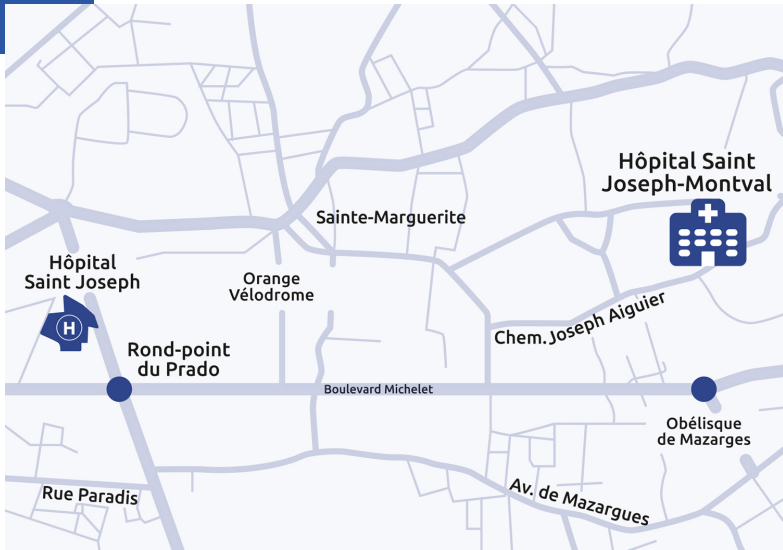 Hôpital Saint
Joseph-Montval
Sainte-Marguerite
Hôpital
Saint Joseph
Orange
Vélodrome
H
Chem. Joseph Aiguier
Rond-point
du Prado
Boulevard Michelet
Obélisque
de Mazarges
Rue Paradis
Av. de Mazargues